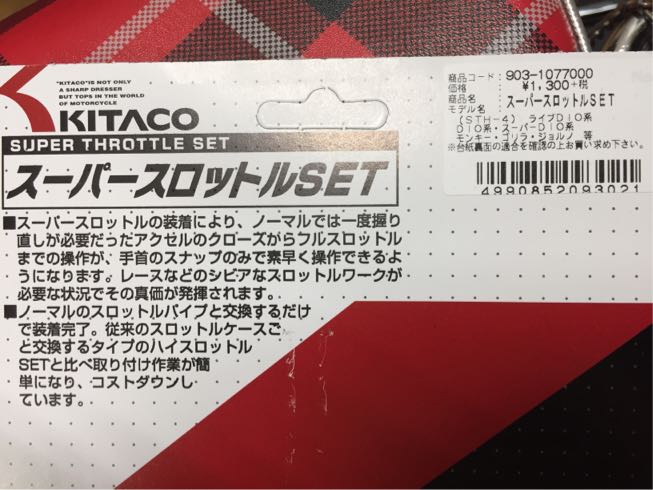 "KITACO"IS NOT ONLY
A SHARP DRESSER
BUT TOPS IN THE WORLD
OF MOTORCYCLE
KITACO
SUPER THROTTLE SET
スーパースロットルSET
■スーパースロットルの装着により、ノーマルでは一度握り
直しが必要だったアクセルのクローズがらフルスロットル
までの操作が、手首のスナップのみで素早く操作できるよ
うになります。レースなどのシビアなスロットルワークが
必要な状況でその真価が発揮されます。
■ノーマルのスロットルパイプと交換するだけ
で装着完了。従来のスロットルケースご
と交換するタイプのハイスロットル
SETと比べ取り付け作業が簡
単になり、コストダウンし
ています。
商品コード：903-1077000
価格：¥1,300+税
商品名：スーパースロットルSET
モデル名：
(STH-4) ライブDIO系
DIO系・スーパーDIO系
モンキー・ゴリラ・ジョルノ 等
※台紙裏面の適合を確認の上お買い求め下さい。
4990852093021